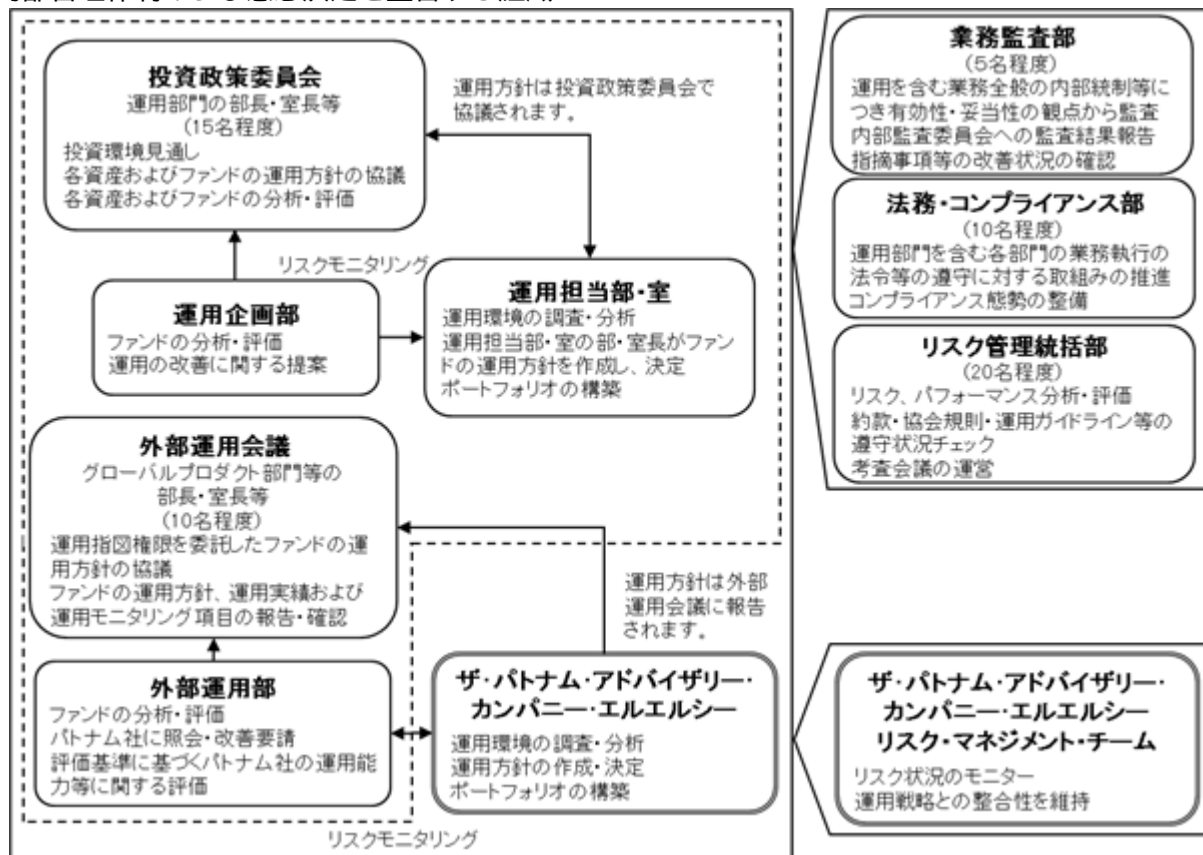 投資政策委員会
運用部門の部長・室長等
(15名程度)
投資環境見通し
各資産およびファンドの運用方針の協議
各資産およびファンドの分析・評価
運用方針は投資政策委員会で
協議されます。
リスクモニタリング
運用企画部
ファンドの分析・評価
運用の改善に関する提案
運用担当部・室
運用環境の調査・分析
運用担当部・室の部・室長がファン
ドの運用方針を作成し、決定
ポートフォリオの構築
外部運用会議
グローバルプロダクト部門等の
部長・室長等
(10名程度)
運用指図権限を委託したファンドの運
用方針の協議
ファンドの運用方針、運用実績および
運用モニタリング項目の報告・確認
運用方針は外部
運用会議に報告
されます。
外部運用部
ファンドの分析・評価
パトナム社に照会・改善要請
評価基準に基づくパトナム社の運用能
力等に関する評価
ザ・パトナム・アドバイザリー・
カンパニー・エルエルシー
運用環境の調査・分析
運用方針の作成・決定
ポートフォリオの構築
リスクモニタリング
業務監査部
(5名程度)
運用を含む業務全般の内部統制等に
つき有効性・妥当性の観点から監査
内部監査委員会への監査結果報告
指摘事項等の改善状況の確認
法務・コンプライアンス部
(10名程度)
運用部門を含む各部門の業務執行の
法令等の遵守に対する取組みの推進
コンプライアンス態勢の整備
リスク管理統括部
(20名程度)
リスク、パフォーマンス分析・評価
約款・協会規則・運用ガイドライン等の
遵守状況チェック
考査会議の運営
ザ・パトナム・アドバイザリー・
カンパニー・エルエルシー
リスク・マネジメント・チーム
リスク状況のモニター
運用戦略との整合性を維持